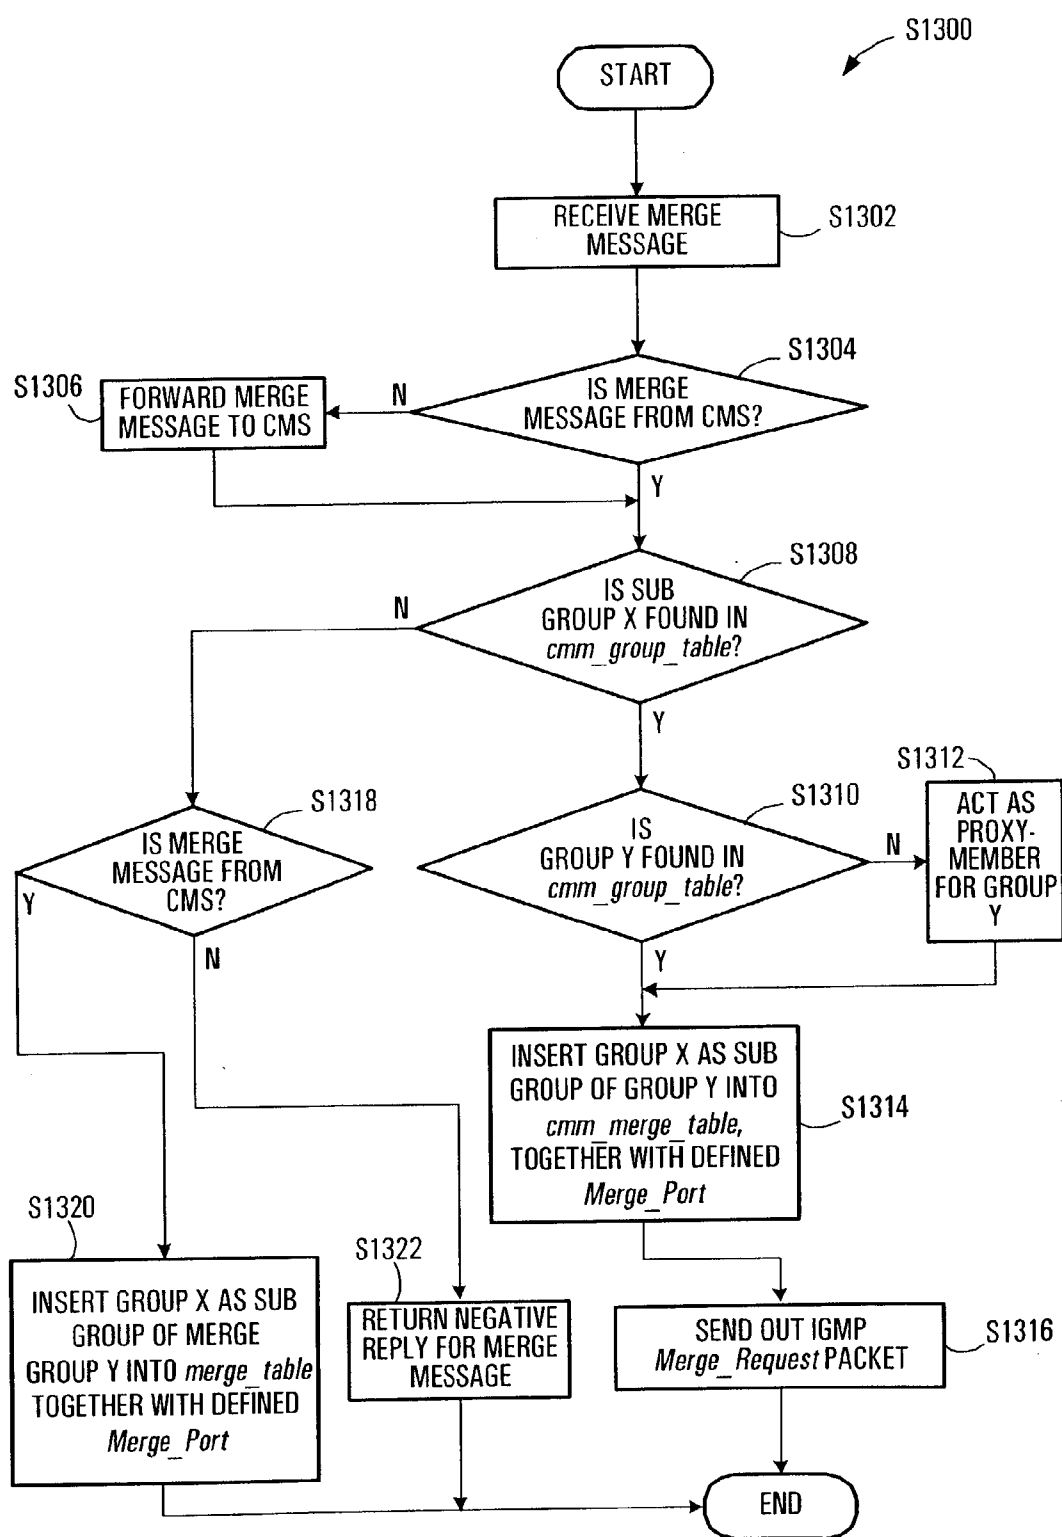 S1300
START
RECEIVE MERGE
MESSAGE
S1302
S1304
IS MERGE
MESSAGE FROM CMS?
N
Y
S1306
FORWARD MERGE
MESSAGE TO CMS
S1308
IS SUB
GROUP X FOUND IN
cmm_group_table?
N
Y
S1310
IS
GROUP Y FOUND IN
cmm_group_table?
N
Y
S1312
ACT AS
PROXY-
MEMBER
FOR GROUP
Y
S1318
IS MERGE
MESSAGE FROM
CMS?
Y
N
INSERT GROUP X AS SUB
GROUP OF GROUP Y INTO
cmm_merge_table,
TOGETHER WITH DEFINED
Merge_Port
S1314
S1320
INSERT GROUP X AS SUB
GROUP OF MERGE
GROUP Y INTO merge_table
TOGETHER WITH DEFINED
Merge_Port
S1322
RETURN NEGATIVE
REPLY FOR MERGE
MESSAGE
SEND OUT IGMP
Merge_Request PACKET
S1316
END